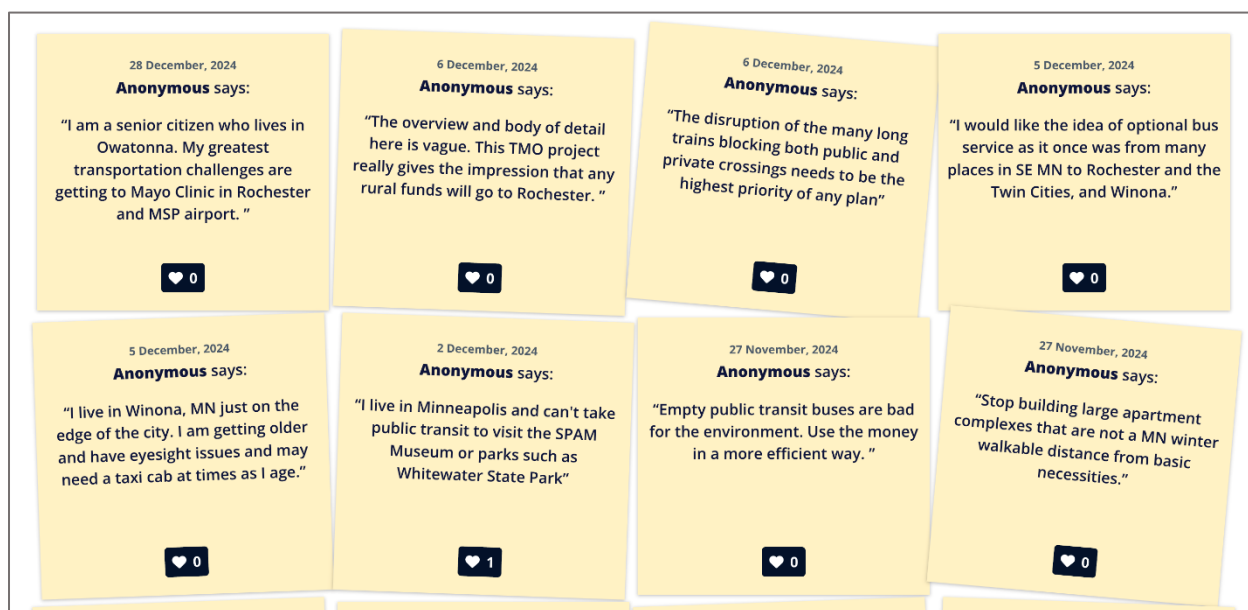 28 December, 2024
Anonymous says:
“I am a senior citizen who lives in
Owatonna. My greatest
transportation challenges are
getting to Mayo Clinic in Rochester
and MSP airport. ”
0
6 December, 2024
Anonymous says:
“The overview and body of detail
here is vague. This TMO project
really gives the impression that any
rural funds will go to Rochester. ”
0
6 December, 2024
Anonymous says:
“The disruption of the many long
trains blocking both public and
private crossings needs to be the
highest priority of any plan”
0
5 December, 2024
Anonymous says:
“I would like the idea of optional bus
service as it once was from many
places in SE MN to Rochester and the
Twin Cities, and Winona.”
0
5 December, 2024
Anonymous says:
“I live in Winona, MN just on the
edge of the city. I am getting older
and have eyesight issues and may
need a taxi cab at times as I age.”
0
2 December, 2024
Anonymous says:
“I live in Minneapolis and can't take
public transit to visit the SPAM
Museum or parks such as
Whitewater State Park”
1
27 November, 2024
Anonymous says:
“Empty public transit buses are bad
for the environment. Use the money
in a more efficient way. ”
0
27 November, 2024
Anonymous says:
“Stop building large apartment
complexes that are not a MN winter
walkable distance from basic
necessities.”
0